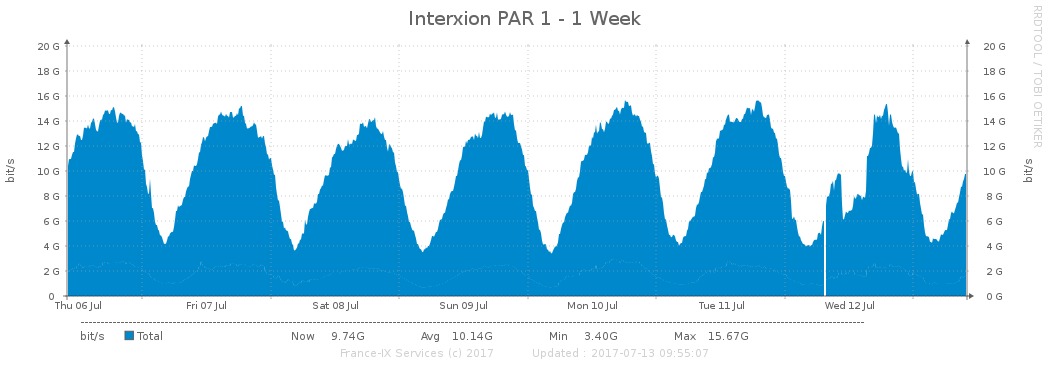 Interxion PAR 1 - 1 Week
RRDTOOL / TOBI OETIKER
20 G 20 G
18 G 18 G
16 G 16 G
14 G 14 G
12 G 12 G
10 G 10 G
8 G 8 G
6 G 6 G
4 G 4 G
2 G 2 G
0 0 G
bit/s
bit/s
Thu 06 Jul Fri 07 Jul Sat 08 Jul Sun 09 Jul Mon 10 Jul Tue 11 Jul Wed 12 Jul
bit/s Total Now 9.74G Avg 10.14G Min 3.40G Max 15.67G
France-IX Services (c) 2017 Updated : 2017-07-13 09:55:07